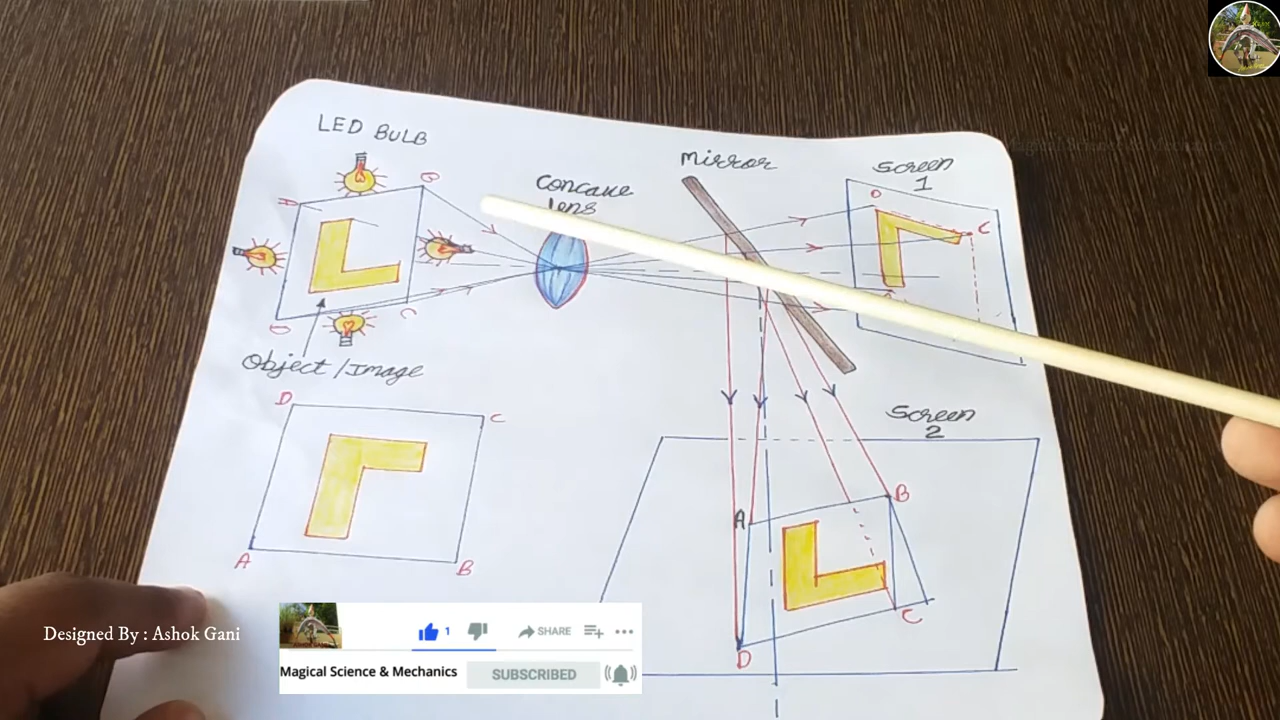 LED BULB
Concave
lens
Mirror
Screen
1
A
B
D
C
D
C
Object/Image
D
C
A
B
Screen
2
A
B
C
D
Designed By : Ashok Gani
1
SHARE
Magical Science & Mechanics
SUBSCRIBED